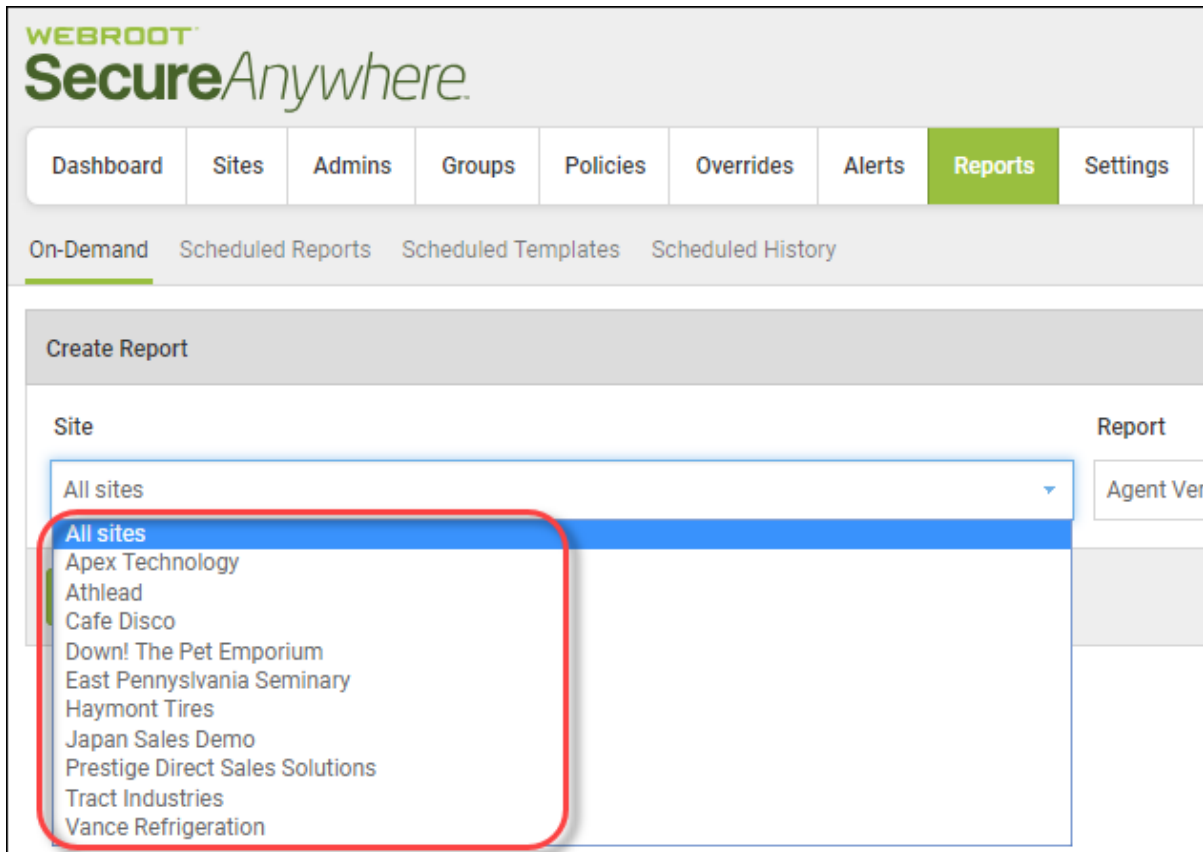 WEBROOT™
SecureAnywhere™
Dashboard Sites Admins Groups Policies Overrides Alerts Reports Settings
On-Demand Scheduled Reports Scheduled Templates Scheduled History
Create Report
Site Report
All sites Agent Ver
All sites
Apex Technology
Athlead
Cafe Disco
Down! The Pet Emporium
East Pennyslvania Seminary
Haymont Tires
Japan Sales Demo
Prestige Direct Sales Solutions
Tract Industries
Vance Refrigeration